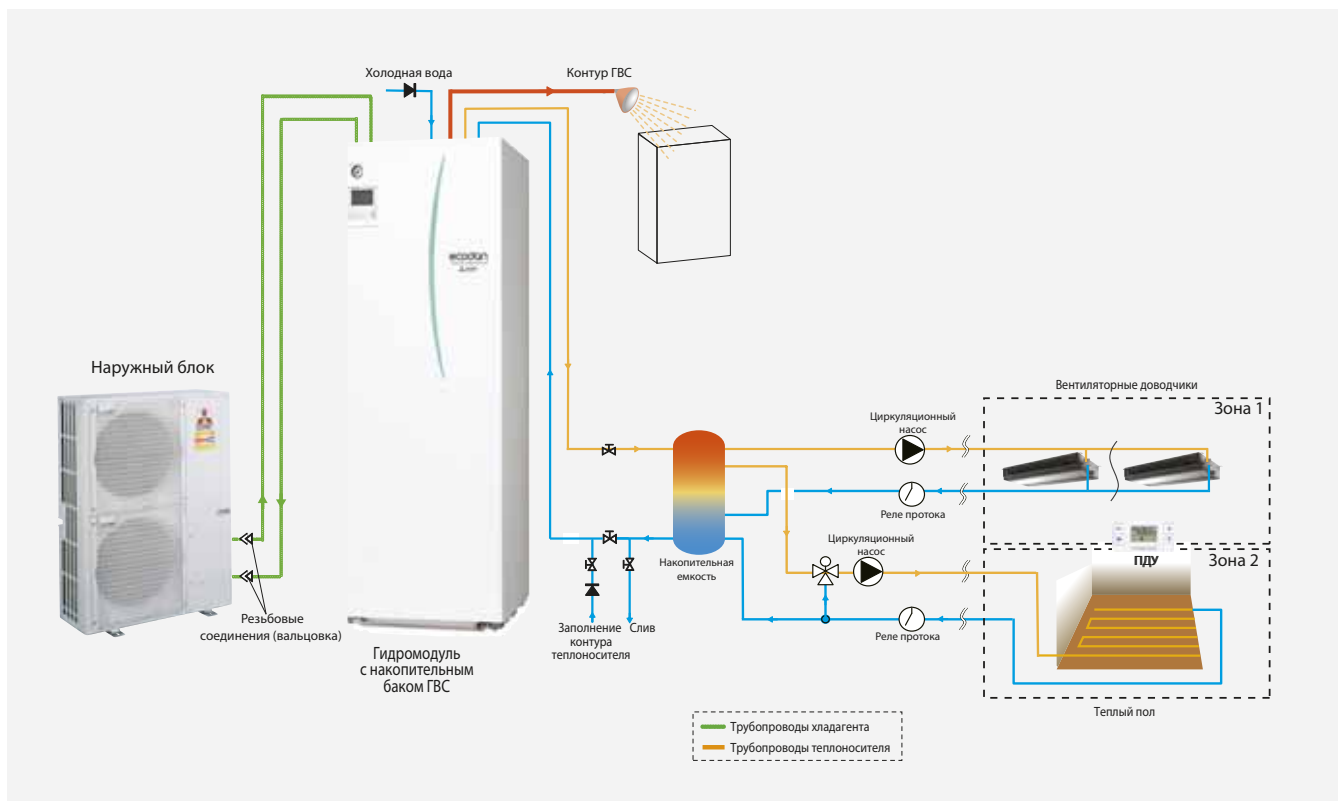 Холодная вода
Контур ГВС
ecodan
Наружный блок
Вентиляторные доводчики
Зона 1
Циркуляционный
насос
Реле протока
Циркуляционный
насос
ПДУ
Зона 2
Накопительная
емкость
Резьбовые
соединения (вальцовка)
Заполнение
контура
теплоносителя
Слив
Реле протока
Гидромодуль
с накопительным
баком ГВС
Теплый пол
Трубопроводы хладагента
Трубопроводы теплоносителя